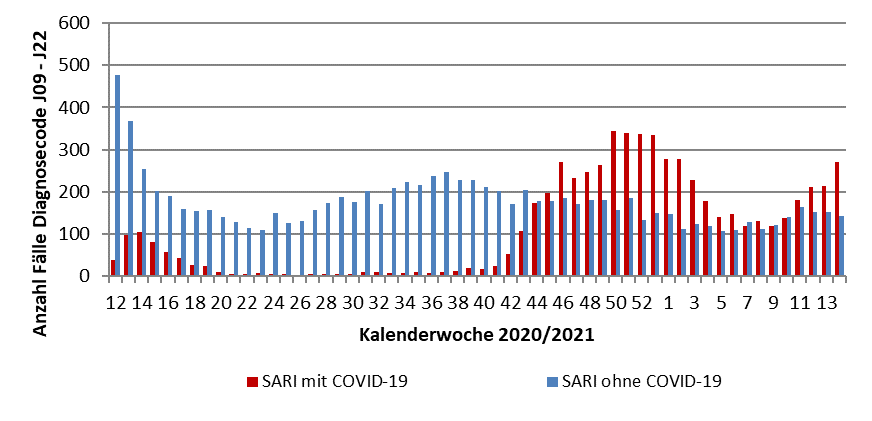 Anzahl Fälle Diagnosecode J09 - J22
600
500
400
300
200
100
0
12 14 16 18 20 22 24 26 28 30 32 34 36 38 40 42 44 46 48 50 52 1 3 5 7 9 11 13
Kalenderwoche 2020/2021
SARI mit COVID-19 SARI ohne COVID-19